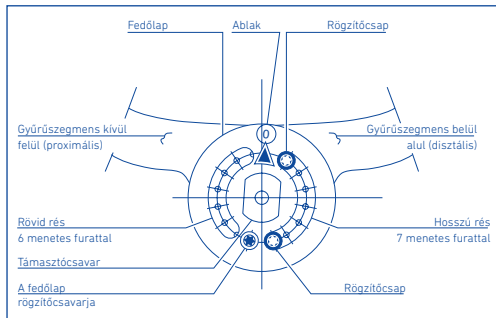 Fedőlap
Ablak
Rögzítőcsap
0
Gyűrűszegmens kívül
felül (proximális)
Gyűrűszegmens belül
alul (disztális)
Rövid rés
6 menetes furattal
Hosszú rés
7 menetes furattal
Támasztócsavar
A fedőlap
rögzítőcsavarja
Rögzítőcsap